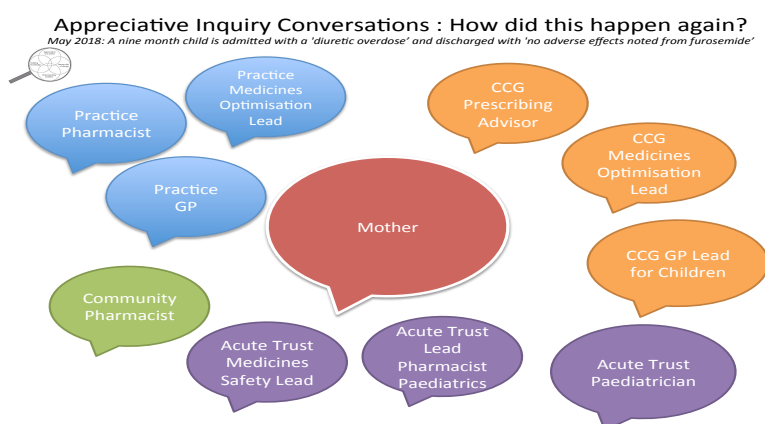 Appreciative Inquiry Conversations : How did this happen again?
May 2018: A nine month child is admitted with a 'diuretic overdose' and discharged with 'no adverse effects noted from furosemide'
Practice
Pharmacist
Practice
Medicines
Optimisation
Lead
CCG
Prescribing
Advisor
CCG
Medicines
Optimisation
Lead
Practice
GP
Mother
CCG GP Lead
for Children
Community
Pharmacist
Acute Trust
Medicines
Safety Lead
Acute Trust
Lead
Pharmacist
Paediatrics
Acute Trust
Paediatrician